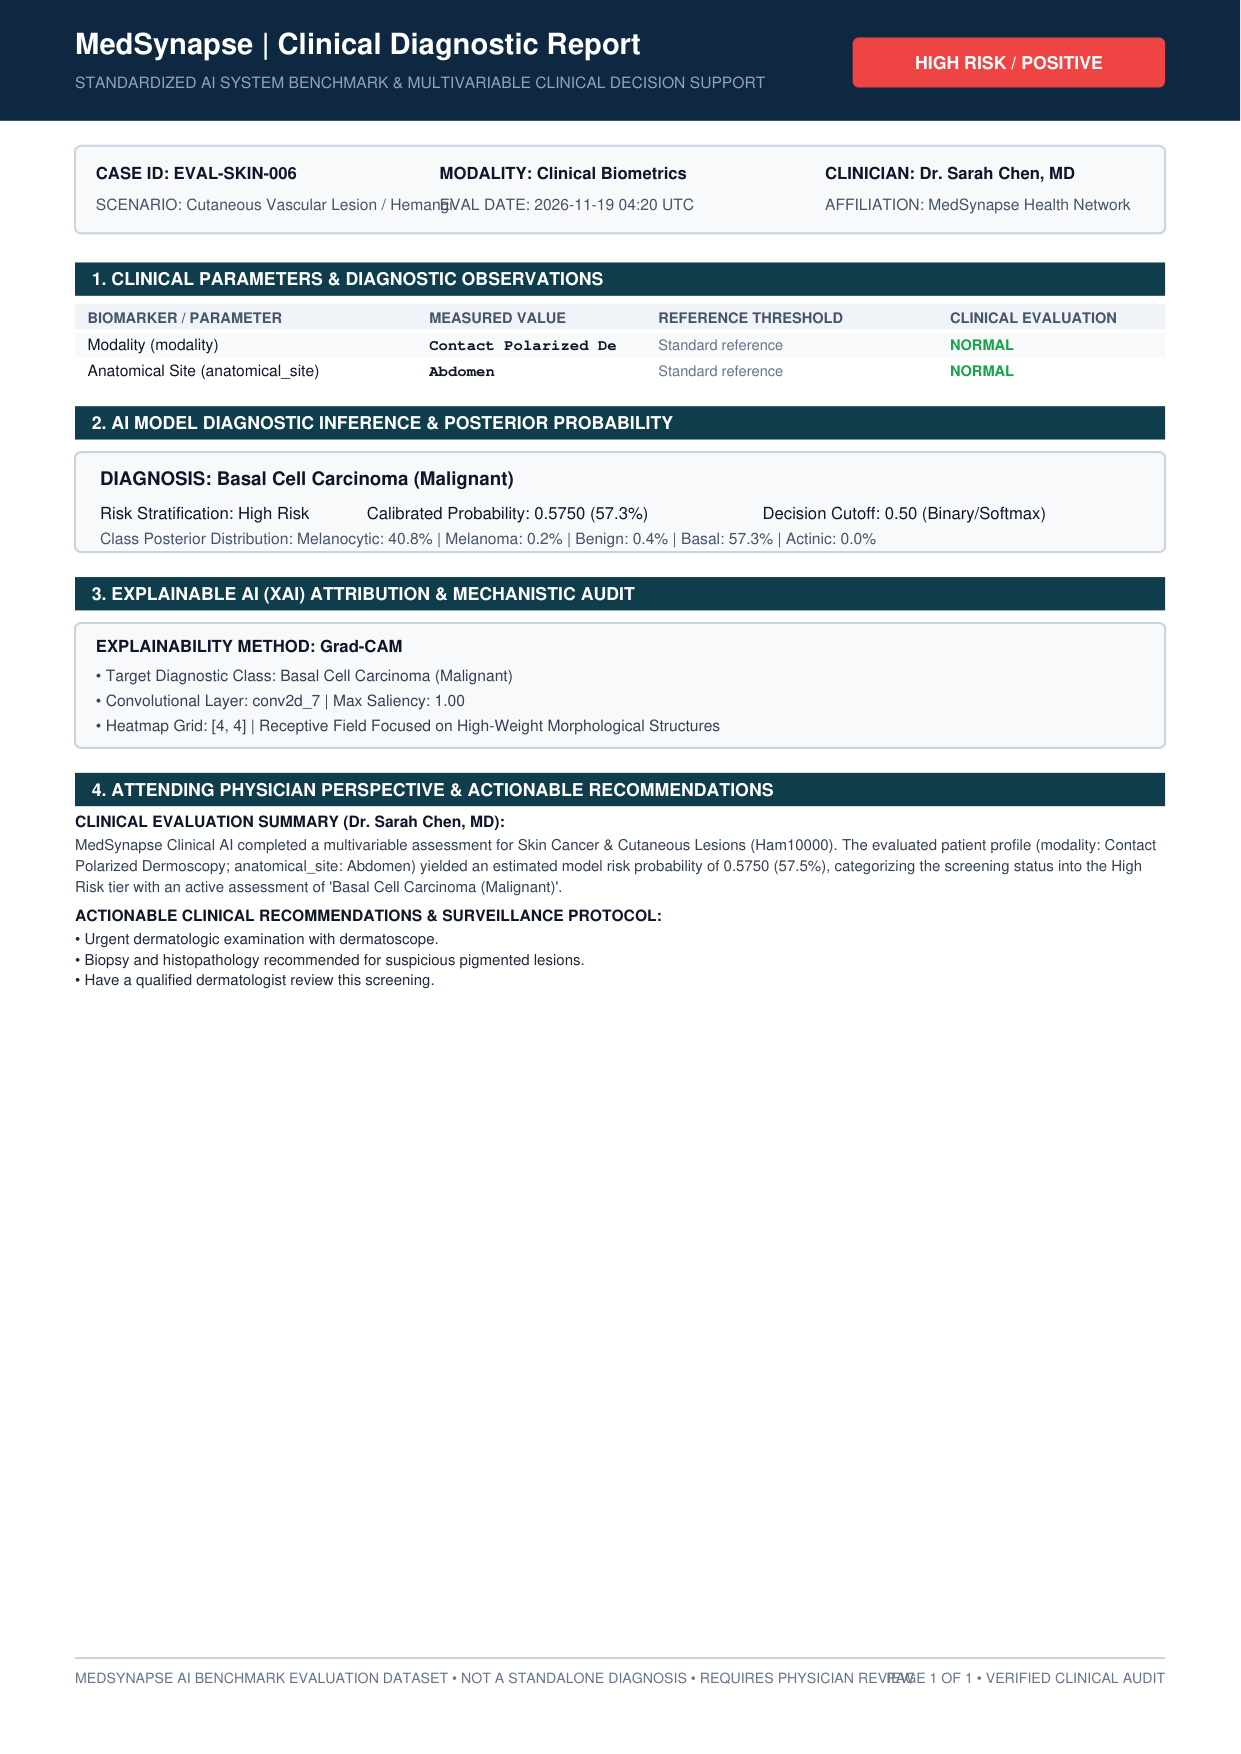 MedSynapse | Clinical Diagnostic Report
STANDARDIZED AI SYSTEM BENCHMARK & MULTIVARIABLE CLINICAL DECISION SUPPORT
HIGH RISK / POSITIVE
CASE ID: EVAL-SKIN-006
MODALITY: Clinical Biometrics
CLINICIAN: Dr. Sarah Chen, MD
SCENARIO: Cutaneous Vascular Lesion / Hemangi
EVAL DATE: 2026-11-19 04:20 UTC
AFFILIATION: MedSynapse Health Network
1. CLINICAL PARAMETERS & DIAGNOSTIC OBSERVATIONS
BIOMARKER / PARAMETER MEASURED VALUE REFERENCE THRESHOLD CLINICAL EVALUATION
Modality (modality) Contact Polarized De Standard reference NORMAL
Anatomical Site (anatomical_site) Abdomen Standard reference NORMAL
2. AI MODEL DIAGNOSTIC INFERENCE & POSTERIOR PROBABILITY
DIAGNOSIS: Basal Cell Carcinoma (Malignant)
Risk Stratification: High Risk Calibrated Probability: 0.5750 (57.3%) Decision Cutoff: 0.50 (Binary/Softmax)
Class Posterior Distribution: Melanocytic: 40.8% | Melanoma: 0.2% | Benign: 0.4% | Basal: 57.3% | Actinic: 0.0%
3. EXPLAINABLE AI (XAI) ATTRIBUTION & MECHANISTIC AUDIT
EXPLAINABILITY METHOD: Grad-CAM
• Target Diagnostic Class: Basal Cell Carcinoma (Malignant)
• Convolutional Layer: conv2d_7 | Max Saliency: 1.00
• Heatmap Grid: [4, 4] | Receptive Field Focused on High-Weight Morphological Structures
4. ATTENDING PHYSICIAN PERSPECTIVE & ACTIONABLE RECOMMENDATIONS
CLINICAL EVALUATION SUMMARY (Dr. Sarah Chen, MD):
MedSynapse Clinical AI completed a multivariable assessment for Skin Cancer & Cutaneous Lesions (Ham10000). The evaluated patient profile (modality: Contact
Polarized Dermoscopy; anatomical_site: Abdomen) yielded an estimated model risk probability of 0.5750 (57.5%), categorizing the screening status into the High
Risk tier with an active assessment of 'Basal Cell Carcinoma (Malignant)'.
ACTIONABLE CLINICAL RECOMMENDATIONS & SURVEILLANCE PROTOCOL:
• Urgent dermatologic examination with dermatoscope.
• Biopsy and histopathology recommended for suspicious pigmented lesions.
• Have a qualified dermatologist review this screening.
MEDSYNAPSE AI BENCHMARK EVALUATION DATASET • NOT A STANDALONE DIAGNOSIS • REQUIRES PHYSICIAN REVIEW
PAGE 1 OF 1 • VERIFIED CLINICAL AUDIT